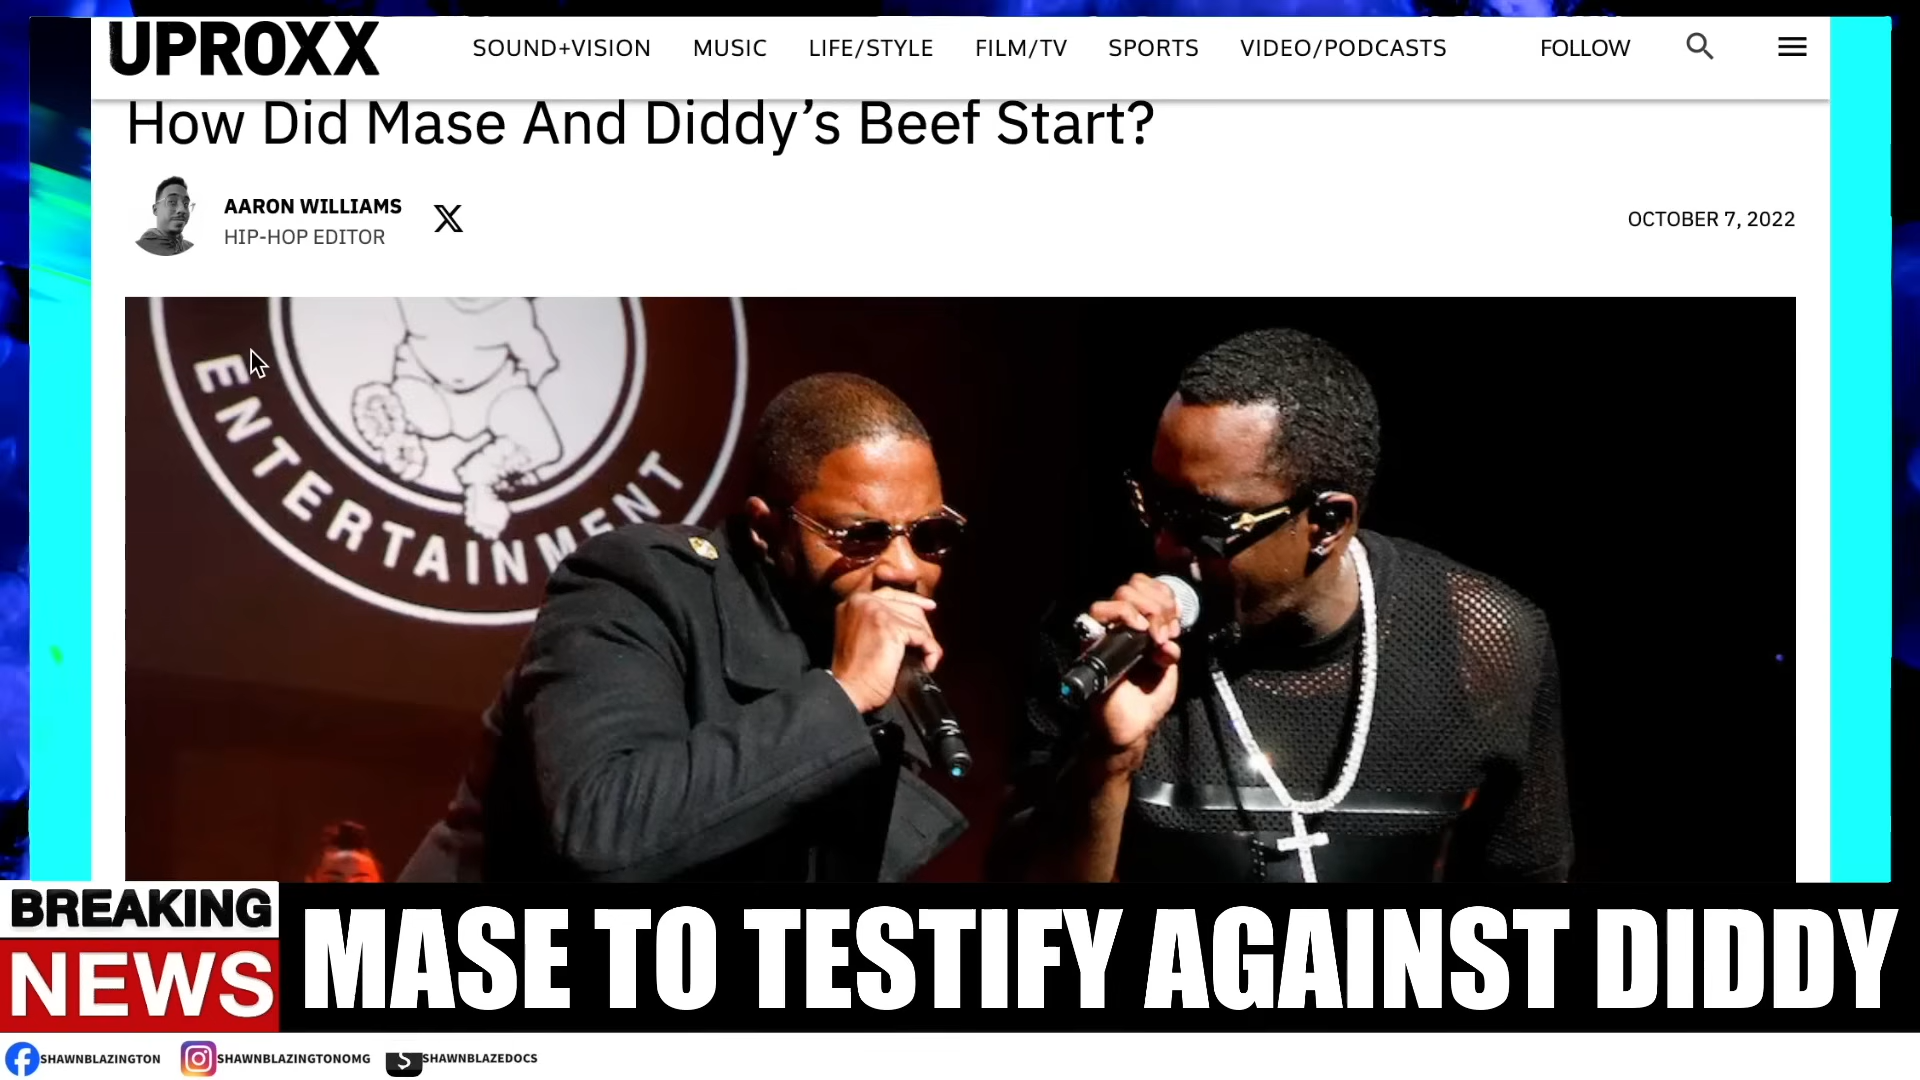 UPROXX
SOUND+VISION MUSIC LIFE/STYLE FILM/TV SPORTS VIDEO/PODCASTS FOLLOW
How Did Mase And Diddy’s Beef Start?
AARON WILLIAMS
HIP-HOP EDITOR
OCTOBER 7, 2022
ENTERTAINMENT
BREAKING
NEWS
MASE TO TESTIFY AGAINST DIDDY
SHAWNBLAZINGTON SHAWNBLAZINGTONOMG SHAWNBLAZEDOCS